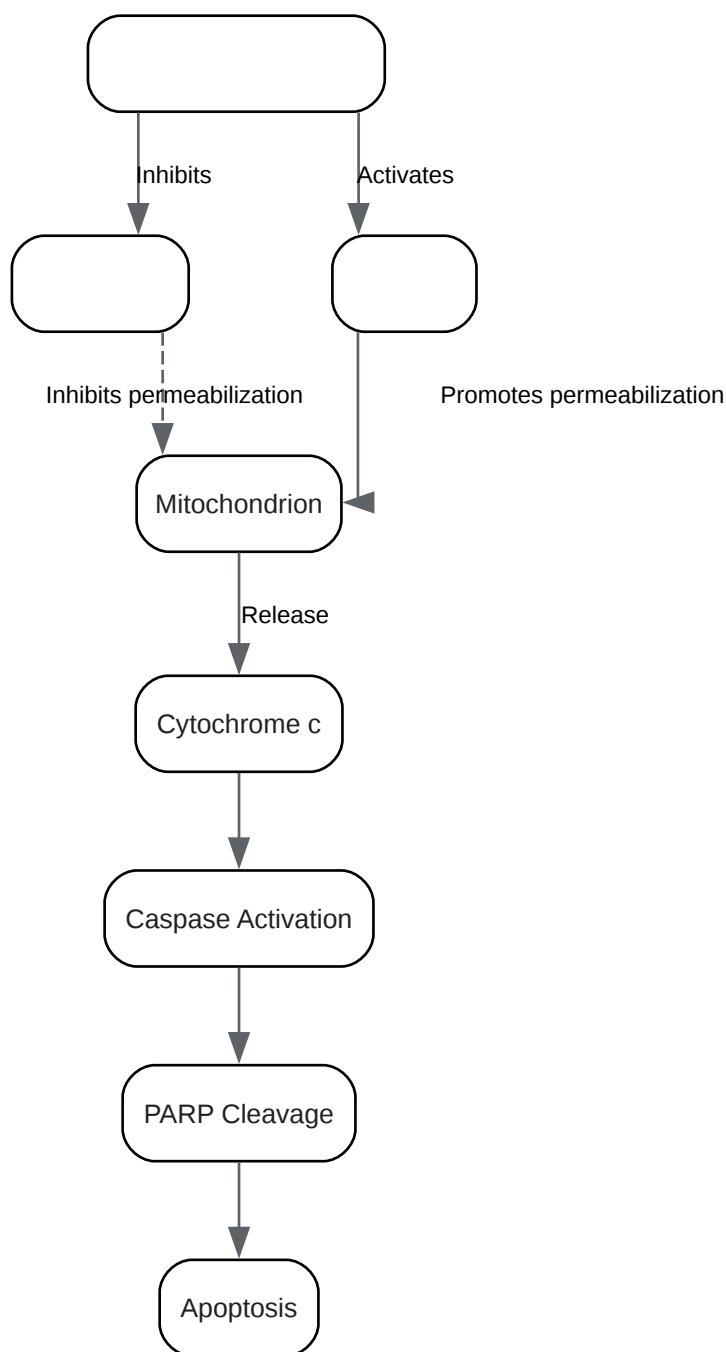 Inhibits
Activates
Inhibits permeabilization
Promotes permeabilization
Mitochondrion
Release
Cytochrome c
Caspase Activation
PARP Cleavage
Apoptosis